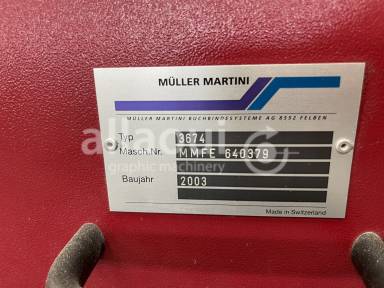 MÜLLER MARTINI
MÜLLER MARTINI BUCHBINDESYSTEME AG 8552 FELBEN
Typ 3674
Masch.Nr. MMFE 640379
graphic machinery
Baujahr 2003
Made in Switzerland